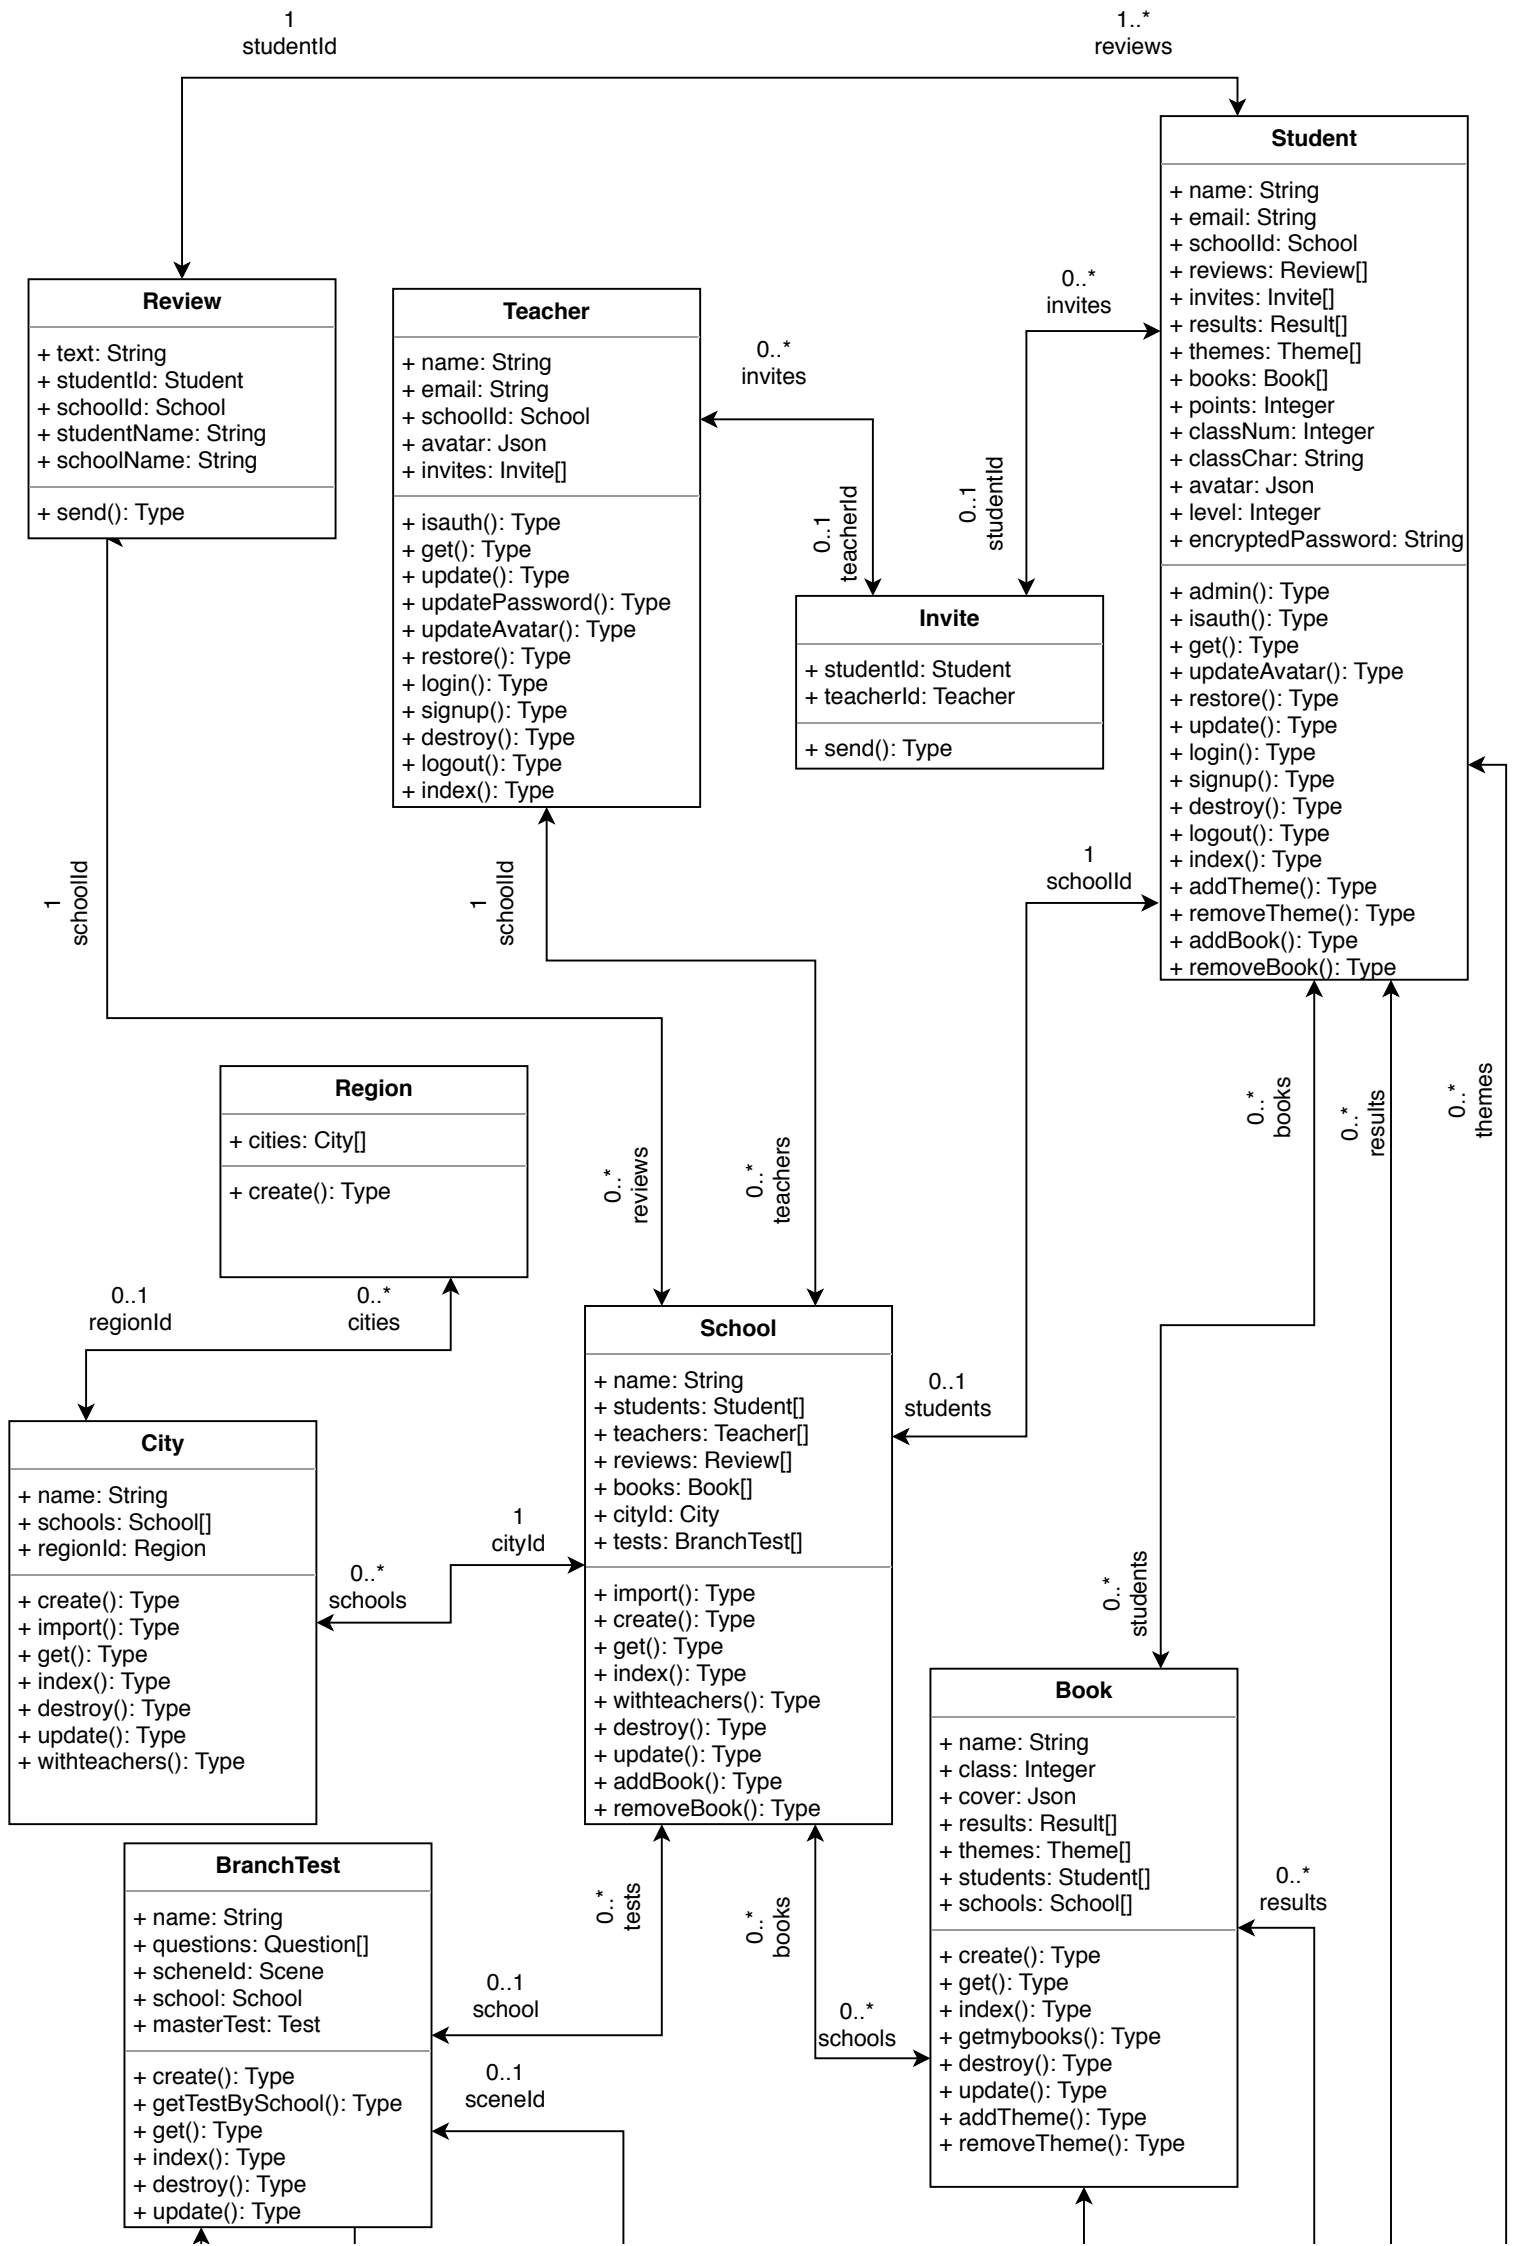 1
studentId
1..*
reviews
Student
+ name: String
+ email: String
+ schoolId: School
+ reviews: Review[]
+ invites: Invite[]
+ results: Result[]
+ themes: Theme[]
+ books: Book[]
+ points: Integer
+ classNum: Integer
+ classChar: String
+ avatar: Json
+ level: Integer
+ encryptedPassword: String
+ admin(): Type
+ isauth(): Type
+ get(): Type
+ updateAvatar(): Type
+ restore(): Type
+ update(): Type
+ login(): Type
+ signup(): Type
+ destroy(): Type
+ logout(): Type
+ index(): Type
+ addTheme(): Type
+ removeTheme(): Type
+ addBook(): Type
+ removeBook(): Type
Review
+ text: String
+ studentId: Student
+ schoolId: School
+ studentName: String
+ schoolName: String
+ send(): Type
Teacher
+ name: String
+ email: String
+ schoolId: School
+ avatar: Json
+ invites: Invite[]
+ isauth(): Type
+ get(): Type
+ update(): Type
+ updatePassword(): Type
+ updateAvatar(): Type
+ restore(): Type
+ login(): Type
+ signup(): Type
+ destroy(): Type
+ logout(): Type
+ index(): Type
0..*
invites
0..*
invites
0..1
teacherId
0..1
studentId
Invite
+ studentId: Student
+ teacherId: Teacher
+ send(): Type
1
schoolId
1
schoolId
1
schoolId
0..*
books
0..*
results
0..*
themes
Region
+ cities: City[]
+ create(): Type
0..*
reviews
0..*
teachers
0..1
regionId
0..*
cities
School
+ name: String
+ students: Student[]
+ teachers: Teacher[]
+ reviews: Review[]
+ books: Book[]
+ cityId: City
+ tests: BranchTest[]
+ import(): Type
+ create(): Type
+ get(): Type
+ index(): Type
+ withteachers(): Type
+ destroy(): Type
+ update(): Type
+ addBook(): Type
+ removeBook(): Type
0..1
students
City
+ name: String
+ schools: School[]
+ regionId: Region
+ create(): Type
+ import(): Type
+ get(): Type
+ index(): Type
+ destroy(): Type
+ update(): Type
+ withteachers(): Type
1
cityId
0..*
schools
0..*
students
Book
+ name: String
+ class: Integer
+ cover: Json
+ results: Result[]
+ themes: Theme[]
+ students: Student[]
+ schools: School[]
+ create(): Type
+ get(): Type
+ index(): Type
+ getmybooks(): Type
+ destroy(): Type
+ update(): Type
+ addTheme(): Type
+ removeTheme(): Type
0..*
results
BranchTest
+ name: String
+ questions: Question[]
+ scheneId: Scene
+ school: School
+ masterTest: Test
+ create(): Type
+ getTestBySchool(): Type
+ get(): Type
+ index(): Type
+ destroy(): Type
+ update(): Type
0..*
tests
0..*
books
0..1
school
0..*
schools
0..1
sceneId